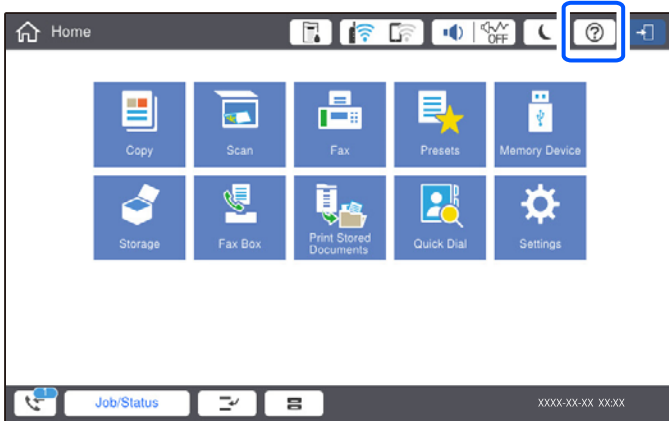 Home
OFF
?
Copy
Scan
Fax
Presets
Memory Device
Storage
Fax Box
Print Stored
Documents
Quick Dial
Settings
1
Job/Status
XXXX-XX-XX XX:XX